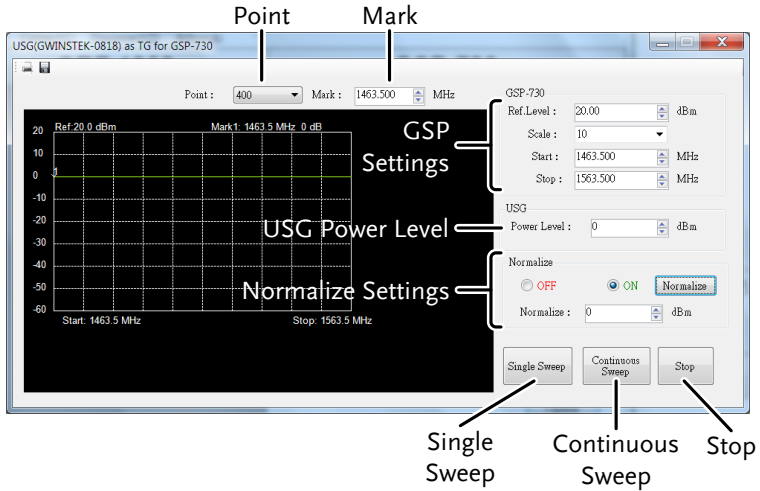 Point Mark
USG(GWINSTEK-0818) as TG for GSP-730
Point : 400 Mark : 1463.500 MHz
Ref:20.0 dBm Mark1: 1463.5 MHz 0 dB
20
10
0
-10
-20
-30
-40
-50
-60
1
Start: 1463.5 MHz Stop: 1563.5 MHz
GSP
Settings
GSP-730
Ref.Level : 20.00 dBm
Scale : 10
Start : 1463.500 MHz
Stop : 1563.500 MHz
USG Power Level
USG
Power Level : 0 dBm
Normalize Settings
Normalize
OFF ON Normalize
Normalize : 0 dBm
Single Sweep
Continuous
Sweep
Stop
Single
Sweep
Continuous
Sweep
Stop